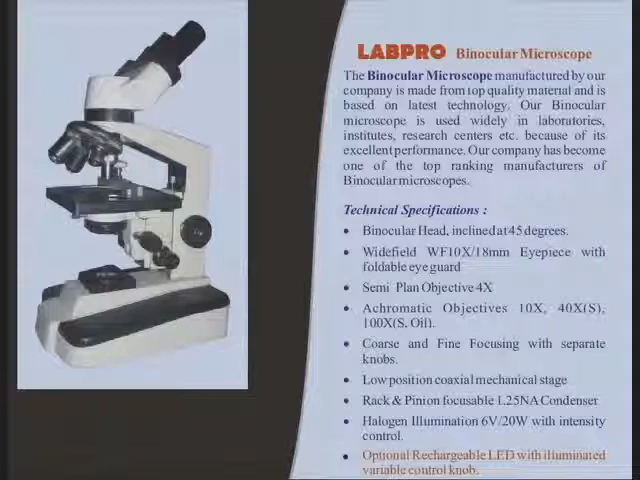 LABPRO Binocular Microscope
The Binocular Microscope manufactured by our
company is made from top quality material and is
based on latest technology. Our Binocular
microscope is used widely in laboratories,
institutes, research centers etc. because of its
excellent performance. Our company has become
one of the top ranking manufacturers of
Binocular microscopes.
Technical Specifications :
• Binocular Head, inclined at 45 degrees.
• Widefield WF10X/18mm Eyepiece with
foldable eye guard
• Semi Plan Objective 4X
• Achromatic Objectives 10X, 40X(S),
100X(S, Oil).
• Coarse and Fine Focusing with separate
knobs.
• Low position coaxial mechanical stage
• Rack & Pinion focusable 1.25NA Condenser
• Halogen Illumination 6V/20W with intensity
control.
• Optional Rechargeable LED with illuminated
variable control knob.